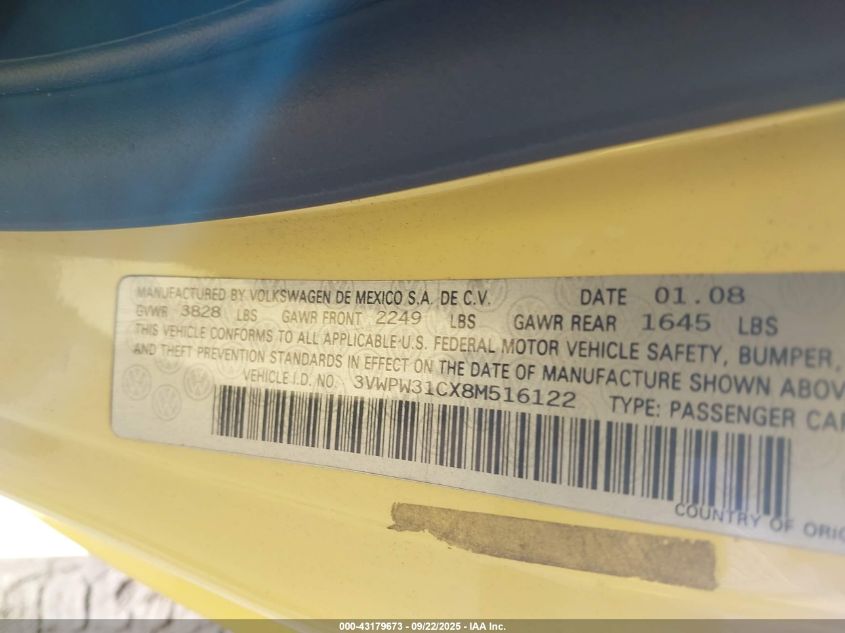 MANUFACTURED BY VOLKSWAGEN DE MEXICO S.A. DE C.V. DATE 01.08
GVWR 3828 LBS GAWR FRONT 2249 LBS GAWR REAR 1645 LBS
THIS VEHICLE CONFORMS TO ALL APPLICABLE U.S. FEDERAL MOTOR VEHICLE SAFETY, BUMPER,
AND THEFT PREVENTION STANDARDS IN EFFECT ON THE DATE OF MANUFACTURE SHOWN ABOV
VEHICLE I.D. NO. 3VWPW31CX8M516122 TYPE: PASSENGER CAR
COUNTRY OF ORIG
000-43179673 - 09/22/2025 - IAA Inc.